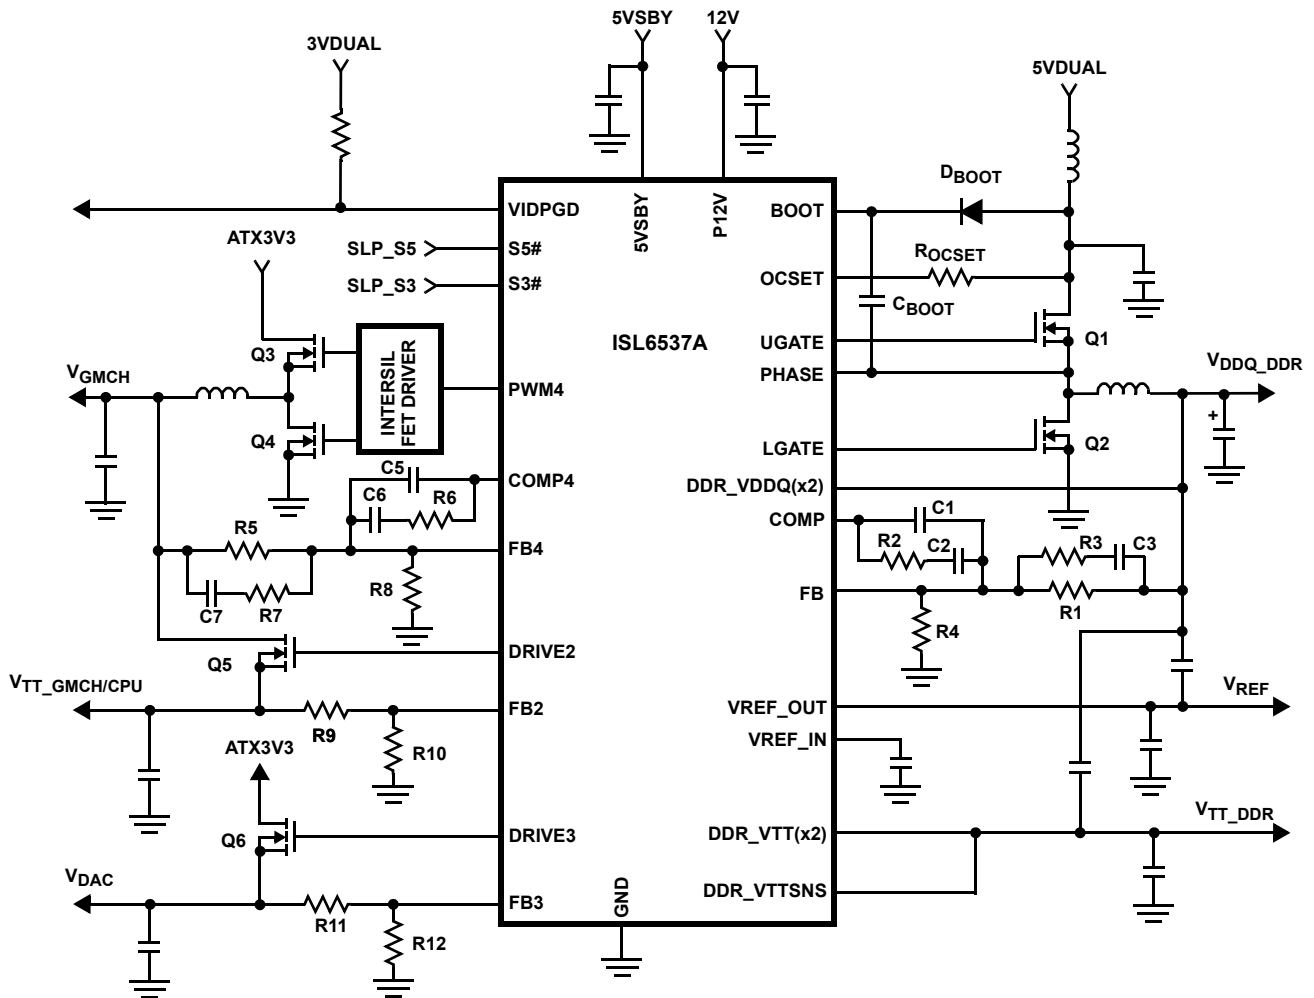 5VSBY
12V
3VDUAL
5VDUAL
DBOOT
VIDPGD
5VSBY
P12V
BOOT
ATX3V3
SLP_S5
S5#
ROCSET
SLP_S3
S3#
OCSET
CBOOT
Q3
ISL6537A
UGATE
Q1
VGMCH
INTERSIL
FET DRIVER
PWM4
PHASE
VDDQ_DDR
+
Q4
LGATE
Q2
C5
COMP4
DDR_VDDQ(x2)
C6
R6
COMP
C1
R5
R2
C2
R3
C3
FB4
R8
C7
R7
FB
R1
R4
Q5
DRIVE2
VTT_GMCH/CPU
FB2
VREF_OUT
VREF
R9
R10
VREF_IN
ATX3V3
Q6
DRIVE3
DDR_VTT(x2)
VTT_DDR
VDAC
FB3
GND
DDR_VTTSNS
R11
R12